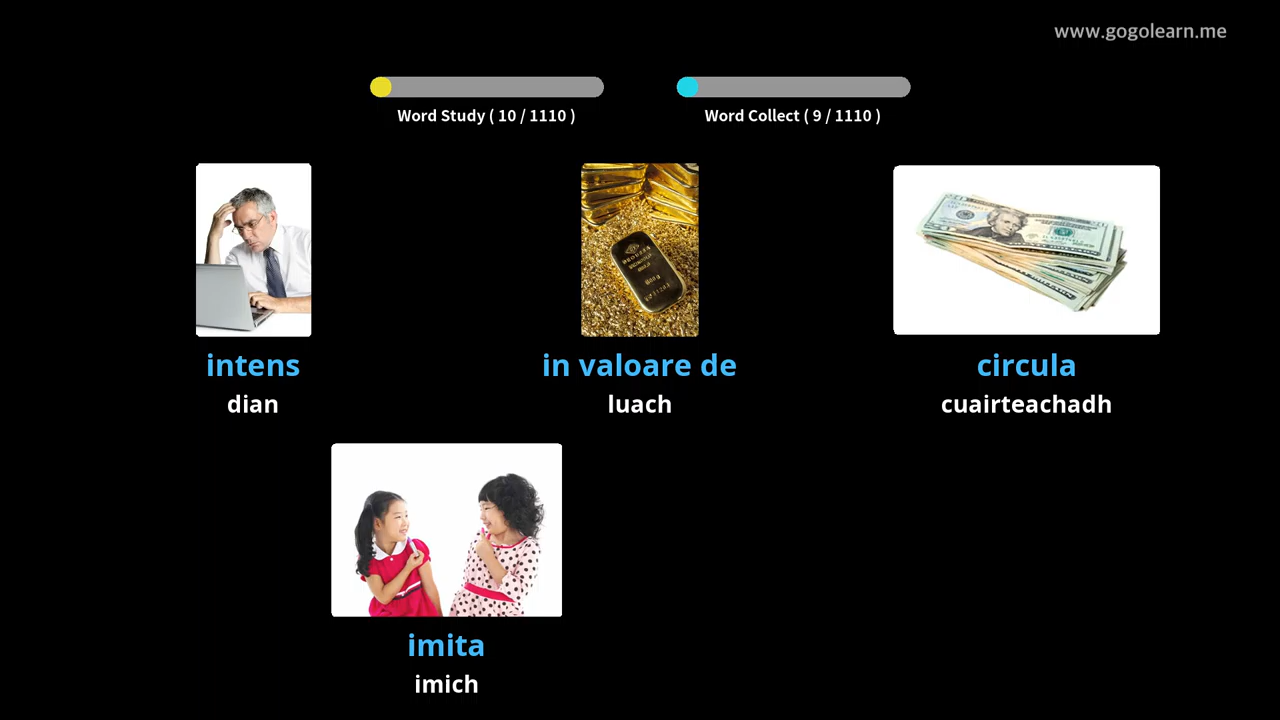 www.gogolearn.me
Word Study ( 10 / 1110 )
Word Collect ( 9 / 1110 )
intens
dian
in valoare de
luach
circula
cuairteachadh
imita
imich